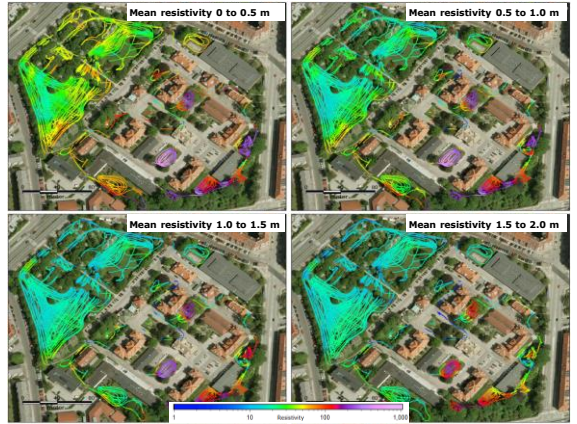 Mean resistivity 0 to 0.5 m
Mean resistivity 0.5 to 1.0 m
Mean resistivity 1.0 to 1.5 m
Mean resistivity 1.5 to 2.0 m
1 10 Resistivity 100 1,000